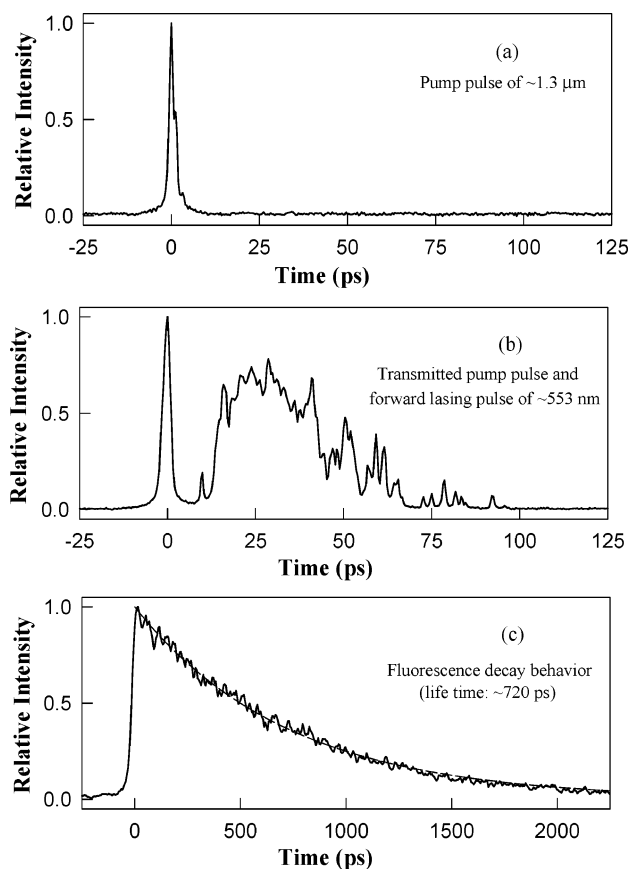 1.0
0.5
0.0
Relative Intensity
(a)
Pump pulse of ~1.3 μm
-25 0 25 50 75 100 125
Time (ps)
1.0
0.5
0.0
Relative Intensity
(b)
Transmitted pump pulse and
forward lasing pulse of ~553 nm
-25 0 25 50 75 100 125
Time (ps)
1.0
0.5
0.0
Relative Intensity
(c)
Fluorescence decay behavior
(life time: ~720 ps)
0 500 1000 1500 2000
Time (ps)